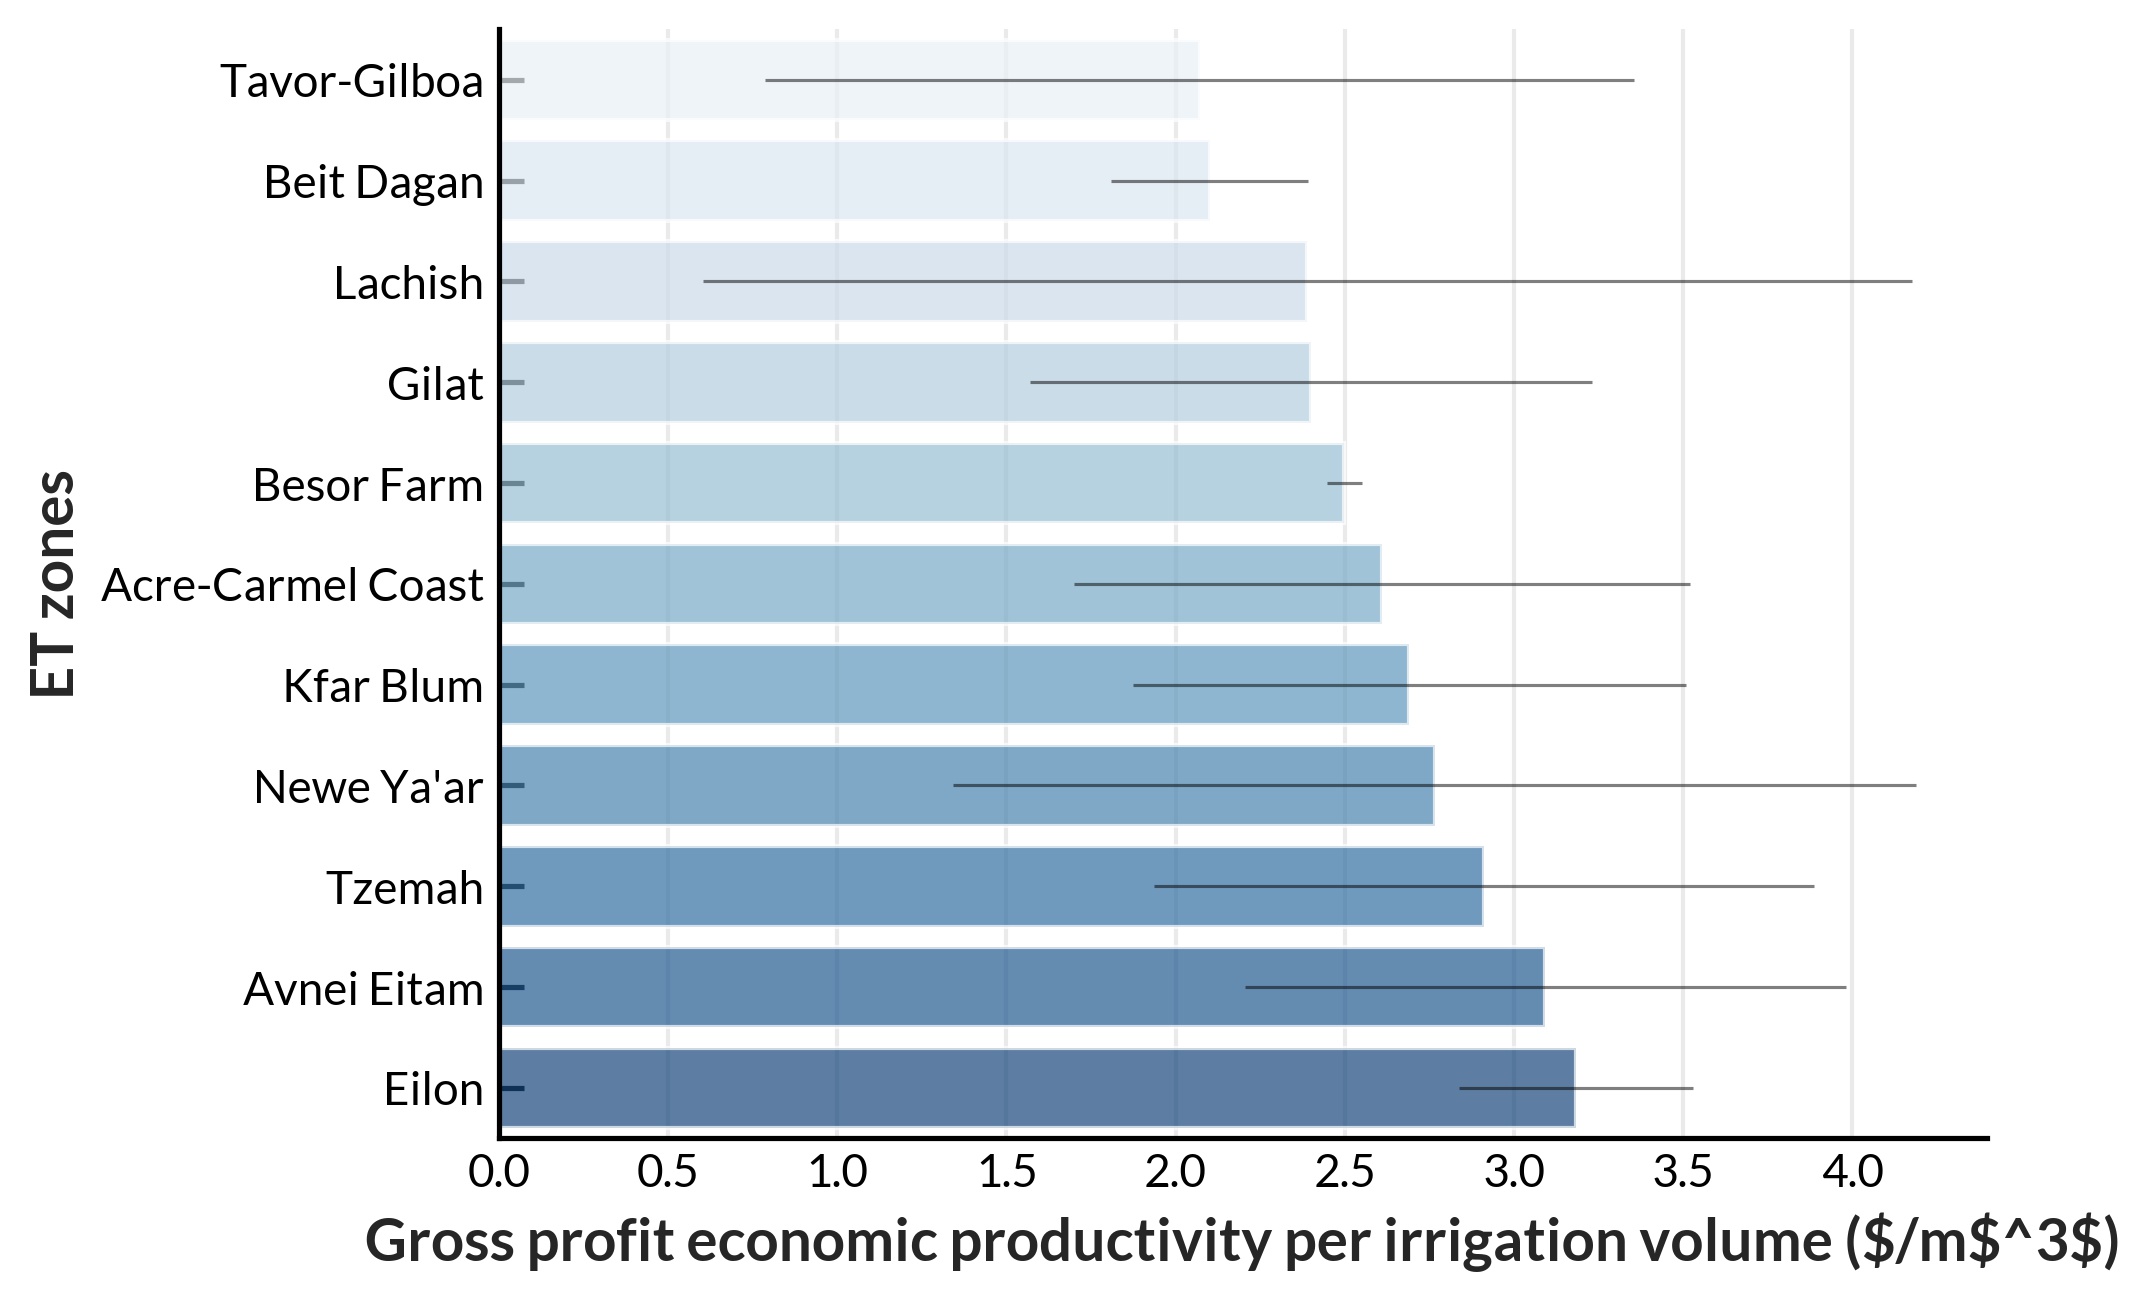 Tavor-Gilboa
Beit Dagan
Lachish
Gilat
Besor Farm
Acre-Carmel Coast
Kfar Blum
Newe Ya'ar
Tzemah
Avnei Eitam
Eilon
ET zones
0.0 0.5 1.0 1.5 2.0 2.5 3.0 3.5 4.0
Gross profit economic productivity per irrigation volume ($/m$^3$)